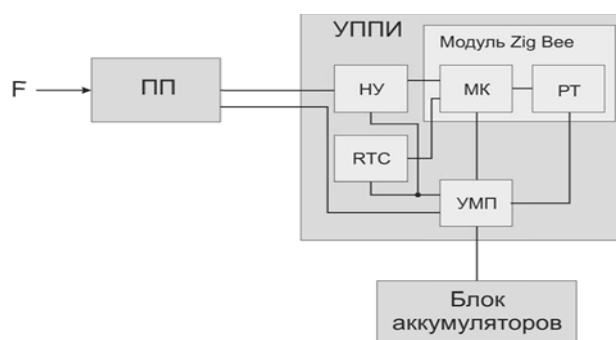 УППИ
Модуль Zig Bee
F
ПП
НУ
МК
РТ
RTC
УМП
Блок
аккумуляторов